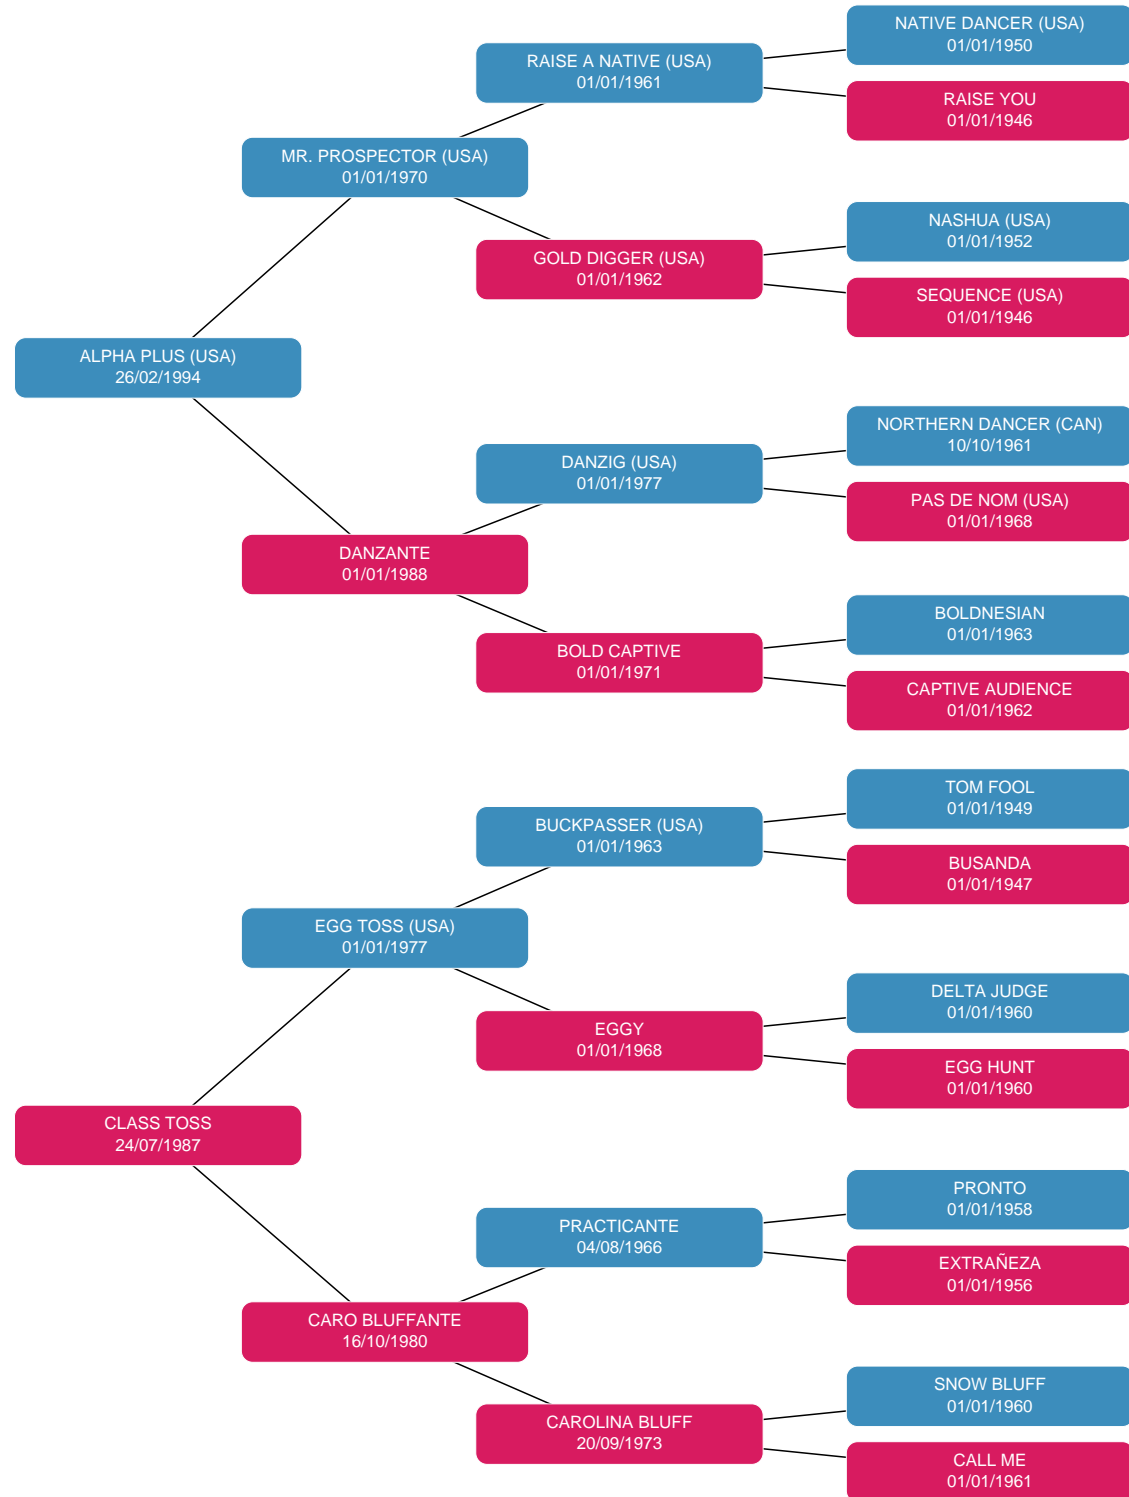 NATIVE DANCER (USA)
01/01/1950
RAISE A NATIVE (USA)
01/01/1961
RAISE YOU
01/01/1946
MR. PROSPECTOR (USA)
01/01/1970
NASHUA (USA)
01/01/1952
GOLD DIGGER (USA)
01/01/1962
SEQUENCE (USA)
01/01/1946
ALPHA PLUS (USA)
26/02/1994
NORTHERN DANCER (CAN)
10/10/1961
DANZIG (USA)
01/01/1977
PAS DE NOM (USA)
01/01/1968
DANZANTE
01/01/1988
BOLDNESIAN
01/01/1963
BOLD CAPTIVE
01/01/1971
CAPTIVE AUDIENCE
01/01/1962
TOM FOOL
01/01/1949
BUCKPASSER (USA)
01/01/1963
BUSANDA
01/01/1947
EGG TOSS (USA)
01/01/1977
DELTA JUDGE
01/01/1960
EGGY
01/01/1968
EGG HUNT
01/01/1960
CLASS TOSS
24/07/1987
PRONTO
01/01/1958
PRACTICANTE
04/08/1966
EXTRAÑEZA
01/01/1956
CARO BLUFFANTE
16/10/1980
SNOW BLUFF
01/01/1960
CAROLINA BLUFF
20/09/1973
CALL ME
01/01/1961